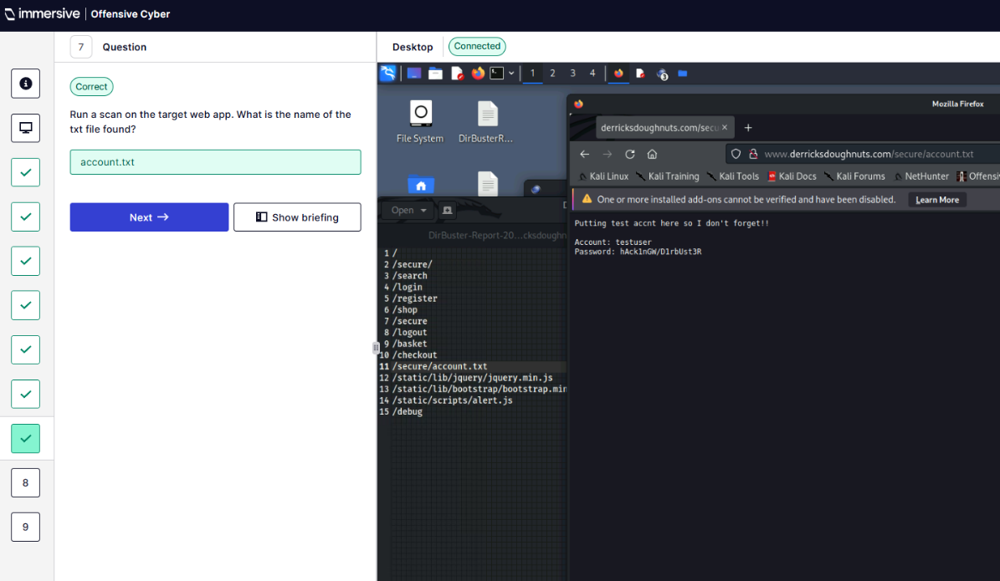 immersive | Offensive Cyber
7 Question
Correct
Run a scan on the target web app. What is the name of the
txt file found?
account.txt
Next →
Show briefing
8
9
Desktop
Connected
1 2 3 4
3
File System
DirBusterR...
Open
DirBuster-Report-20...cksdoughn
1 /
2 /secure/
3 /search
4 /login
5 /register
6 /shop
7 /secure
8 /logout
9 /basket
10 /checkout
11 /secure/account.txt
12 /static/lib/jquery/jquery.min.js
13 /static/lib/bootstrap/bootstrap.min
14 /static/scripts/alert.js
15 /debug
Mozilla Firefox
derricksdoughnuts.com/secu ×
www.derricksdoughnuts.com/secure/account.txt
Kali Linux Kali Training Kali Tools Kali Docs Kali Forums NetHunter Offensi
One or more installed add-ons cannot be verified and have been disabled. Learn More
Putting test accnt here so I don't forget!!
Account: testuser
Password: hAck1nGW/D1rbUst3R